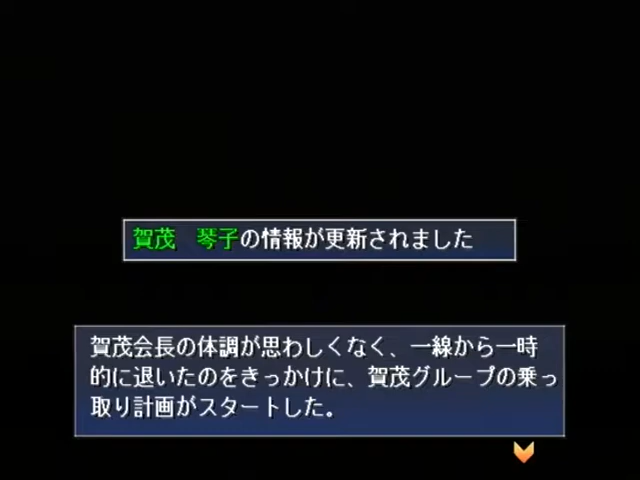 賀茂　琴子の情報が更新されました
賀茂会長の体調が思わしくなく、一線から一時
的に退いたのをきっかけに、賀茂グループの乗っ
取り計画がスタートした。